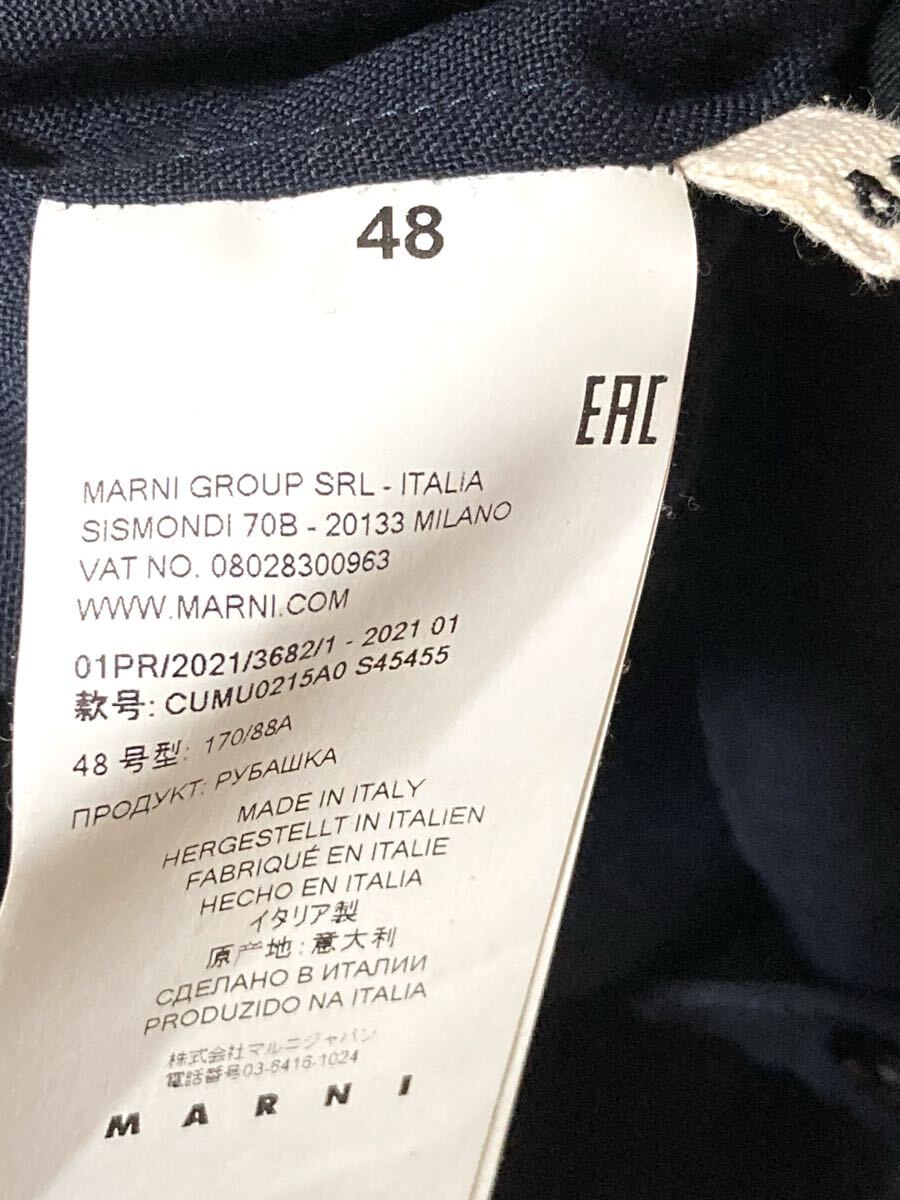 48
EAC
MARNI GROUP SRL - ITALIA
SISMONDI 70B - 20133 MILANO
VAT NO. 08028300963
WWW.MARNI.COM
01PR/2021/3682/1 - 2021 01
款号: CUMU0215A0 S45455
48 号型: 170/88A
ПРОДУКТ: РУБАШКА
MADE IN ITALY
HERGESTELLT IN ITALIEN
FABRIQUÉ EN ITALIE
HECHO EN ITALIA
イタリア製
原产地: 意大利
СДЕЛАНО В ИТАЛИИ
PRODUZIDO NA ITALIA
株式会社マルニジャパン
電話番号03-6416-1024
MARNI